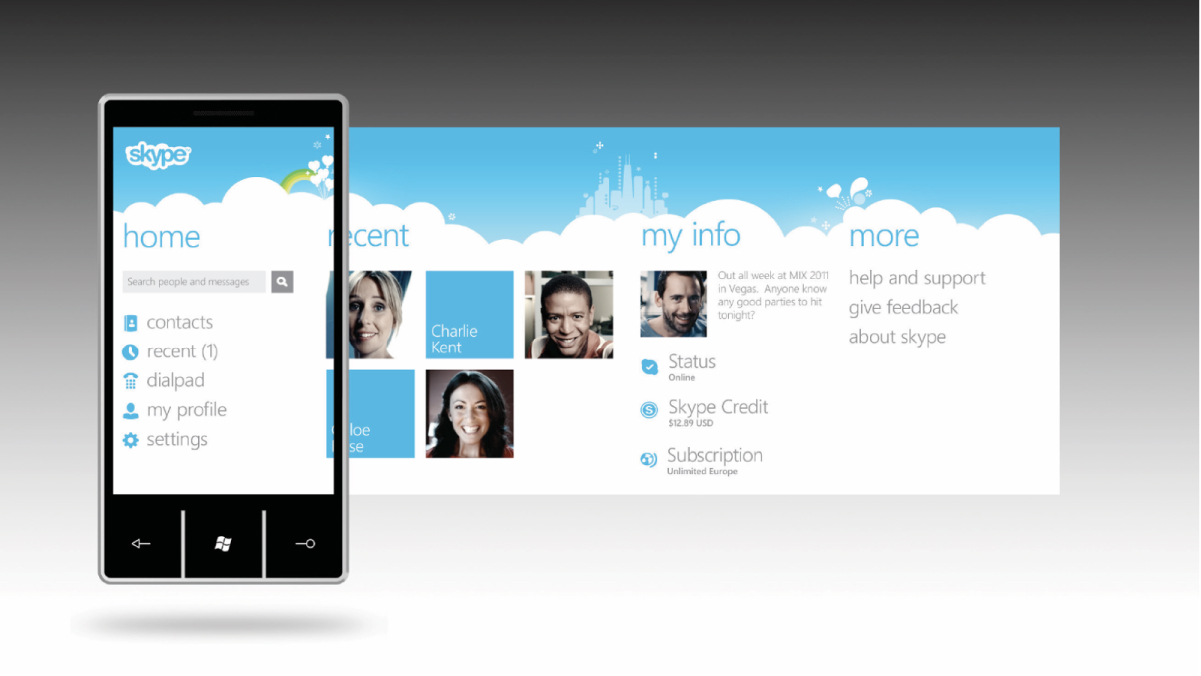 skype
home
Search people and messages
contacts
recent (1)
dialpad
my profile
settings
recent
Charlie
Kent
loe
se
my info
Out all week at MIX 2011
in Vegas. Anyone know
any good parties to hit
tonight?
Status
Online
Skype Credit
$12.89 USD
Subscription
Unlimited Europe
more
help and support
give feedback
about skype